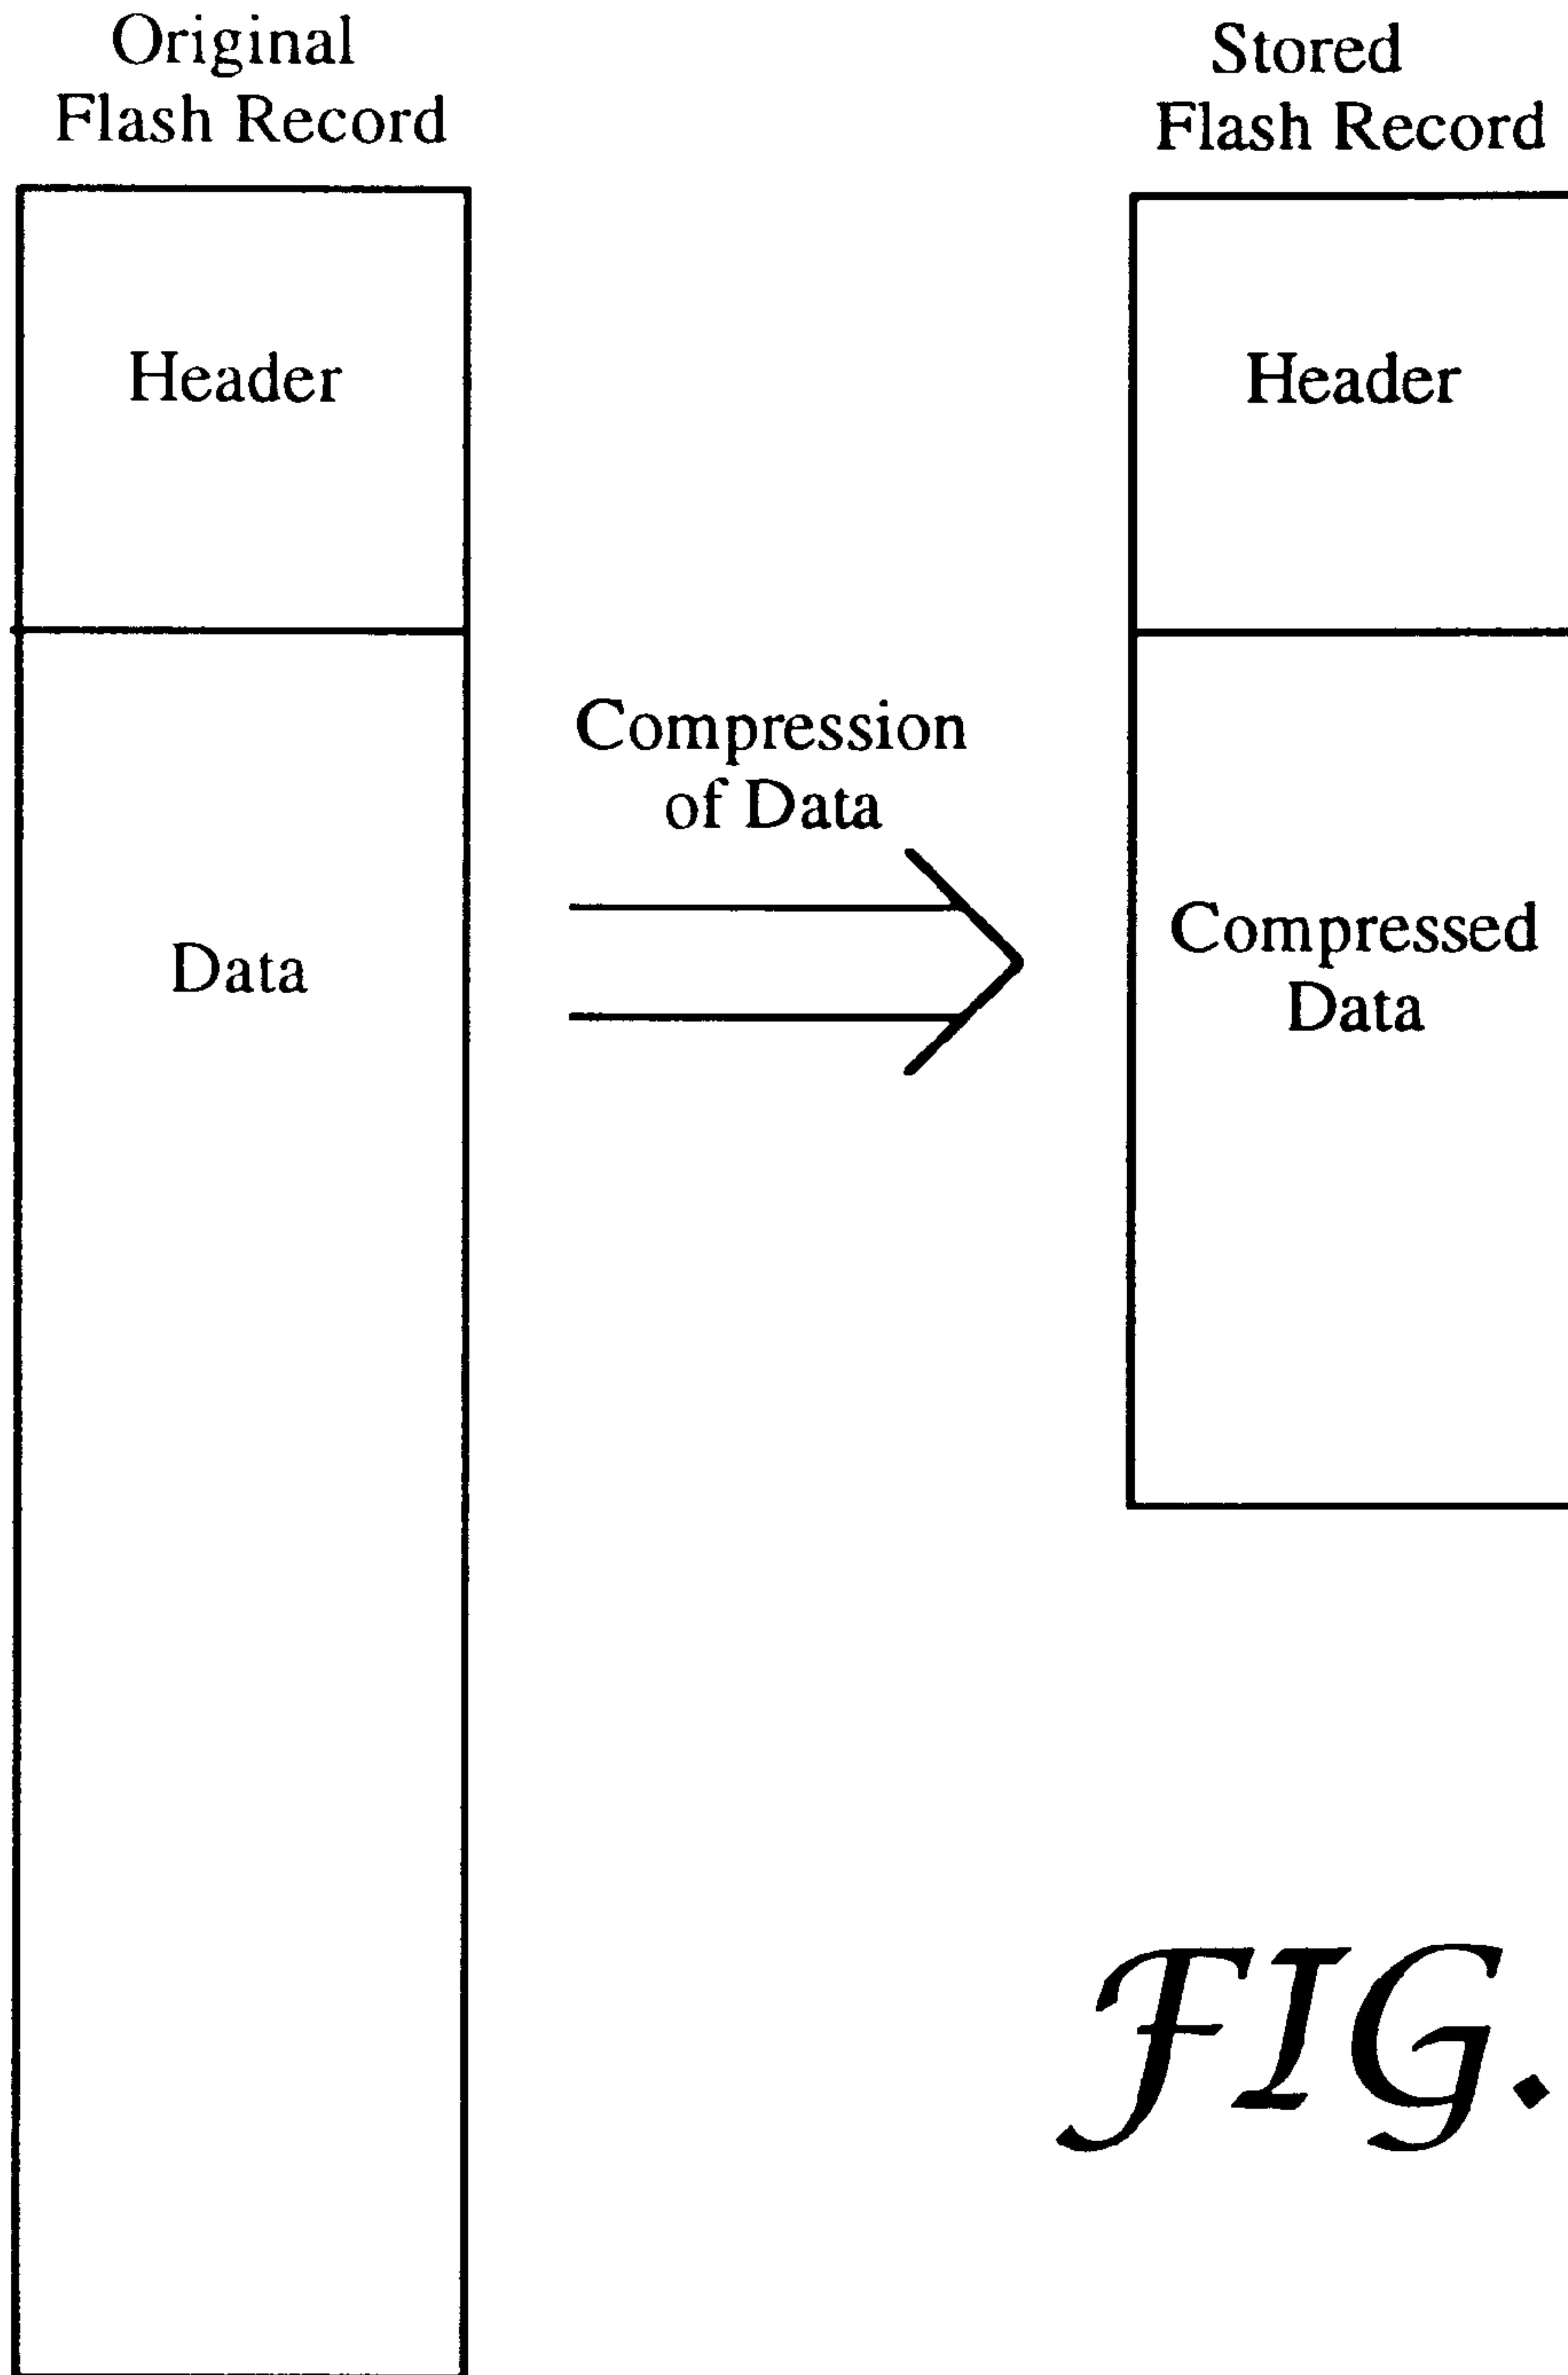 Original
Flash Record
Stored
Flash Record
Header
Header
Compression
of Data
Data
Compressed
Data
FIG.